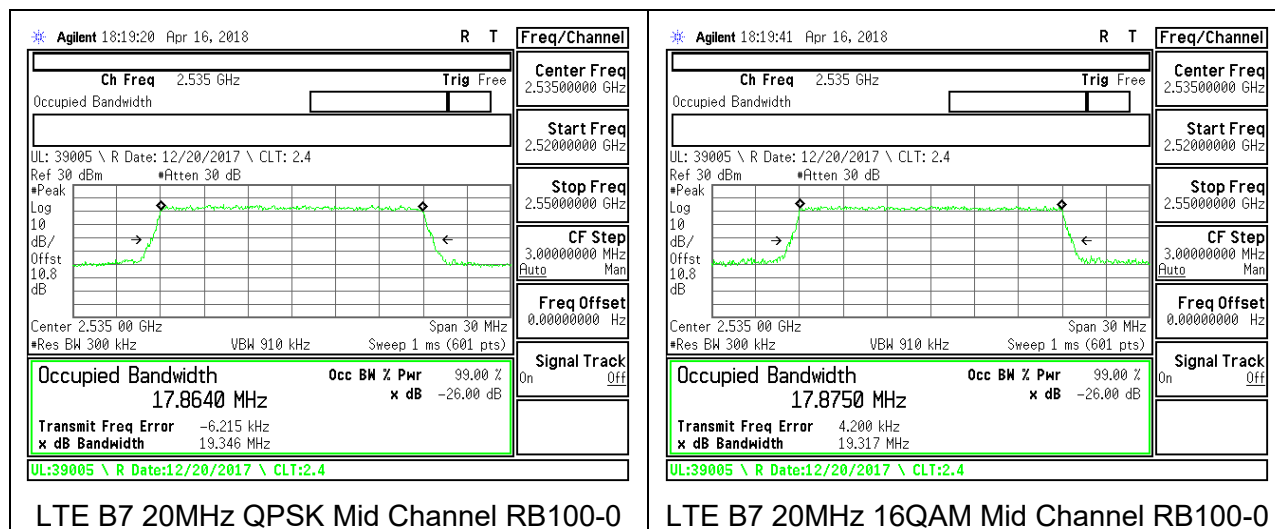 Agilent 18:19:20 Apr 16, 2018 R T
Freq/Channel
Ch Freq 2.535 GHz Trig Free
Occupied Bandwidth
Center Freq
2.53500000 GHz
Start Freq
2.52000000 GHz
UL: 39005 \ R Date: 12/20/2017 \ CLT: 2.4
Ref 30 dBm #Atten 30 dB
#Peak
Log
10
dB/
Offst
10.8
dB
Stop Freq
2.55000000 GHz
CF Step
3.00000000 MHz
Auto Man
Freq Offset
0.00000000 Hz
Center 2.535 00 GHz Span 30 MHz
#Res BW 300 kHz VBW 910 kHz Sweep 1 ms (601 pts)
Signal Track
On Off
Occupied Bandwidth Occ BW % Pwr 99.00 %
17.8640 MHz x dB -26.00 dB
Transmit Freq Error -6.215 kHz
x dB Bandwidth 19.346 MHz
UL:39005 \ R Date:12/20/2017 \ CLT:2.4
LTE B7 20MHz QPSK Mid Channel RB100-0
Agilent 18:19:41 Apr 16, 2018 R T
Freq/Channel
Ch Freq 2.535 GHz Trig Free
Occupied Bandwidth
Center Freq
2.53500000 GHz
Start Freq
2.52000000 GHz
UL: 39005 \ R Date: 12/20/2017 \ CLT: 2.4
Ref 30 dBm #Atten 30 dB
#Peak
Log
10
dB/
Offst
10.8
dB
Stop Freq
2.55000000 GHz
CF Step
3.00000000 MHz
Auto Man
Freq Offset
0.00000000 Hz
Center 2.535 00 GHz Span 30 MHz
#Res BW 300 kHz VBW 910 kHz Sweep 1 ms (601 pts)
Signal Track
On Off
Occupied Bandwidth Occ BW % Pwr 99.00 %
17.8750 MHz x dB -26.00 dB
Transmit Freq Error 4.200 kHz
x dB Bandwidth 19.317 MHz
UL:39005 \ R Date:12/20/2017 \ CLT:2.4
LTE B7 20MHz 16QAM Mid Channel RB100-0